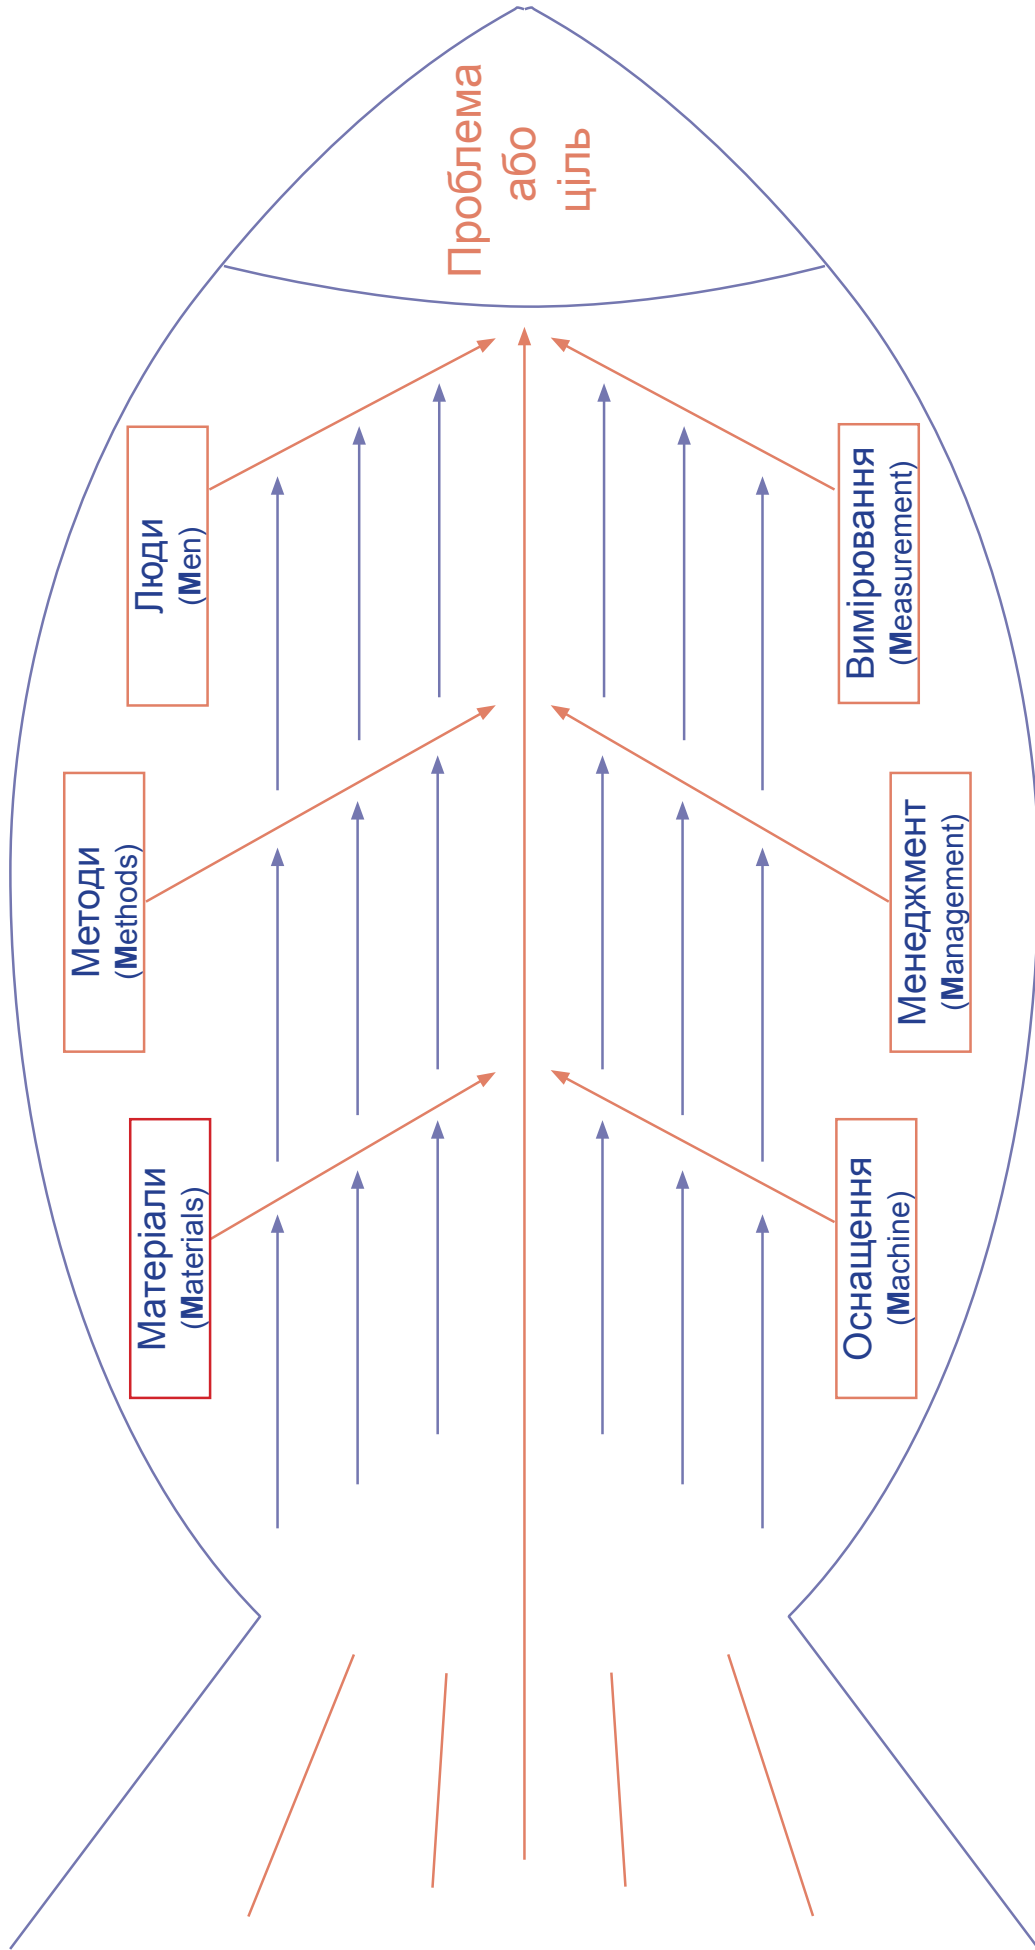 Проблема
або
ціль
Люди
(Men)
Методи
(Methods)
Матеріали
(Materials)
Вимірювання
(Measurement)
Менеджмент
(Management)
Оснащення
(Machine)